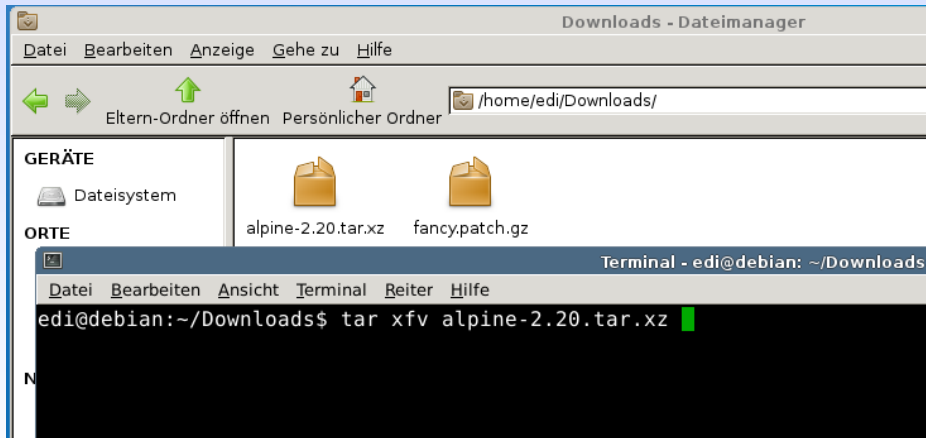 Downloads - Dateimanager
Datei Bearbeiten Anzeige Gehe zu Hilfe
Eltern-Ordner öffnen Persönlicher Ordner /home/edi/Downloads/
GERÄTE
Dateisystem
ORTE
alpine-2.20.tar.xz fancy.patch.gz
Terminal - edi@debian: ~/Downloads
Datei Bearbeiten Ansicht Terminal Reiter Hilfe
edi@debian:~/Downloads$ tar xfv alpine-2.20.tar.xz
N